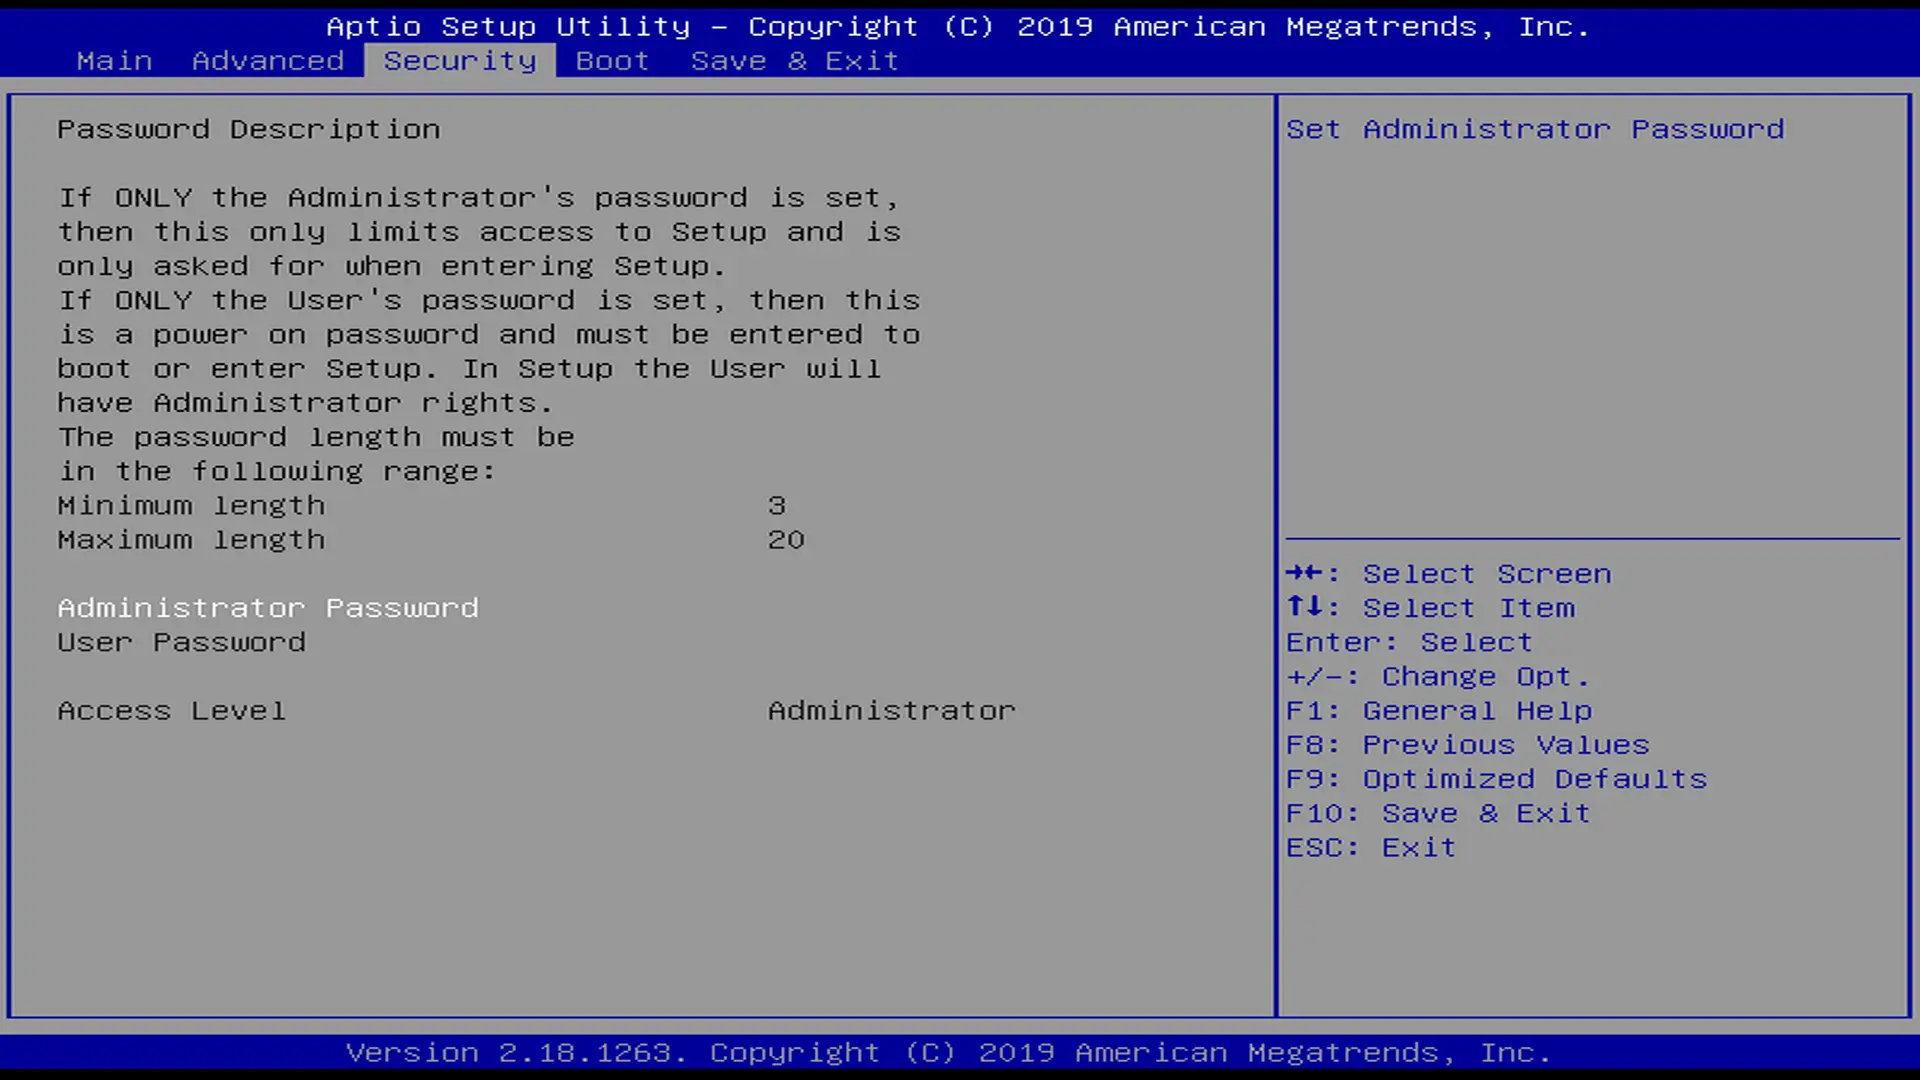 Aptio Setup Utility – Copyright (C) 2019 American Megatrends, Inc.
Main Advanced Security Boot Save & Exit
Password Description
If ONLY the Administrator's password is set,
then this only limits access to Setup and is
only asked for when entering Setup.
If ONLY the User's password is set, then this
is a power on password and must be entered to
boot or enter Setup. In Setup the User will
have Administrator rights.
The password length must be
in the following range:
Minimum length 3
Maximum length 20
Administrator Password
User Password
Access Level Administrator
Set Administrator Password
→←: Select Screen
↑↓: Select Item
Enter: Select
+/-: Change Opt.
F1: General Help
F8: Previous Values
F9: Optimized Defaults
F10: Save & Exit
ESC: Exit
Version 2.18.1263. Copyright (C) 2019 American Megatrends, Inc.